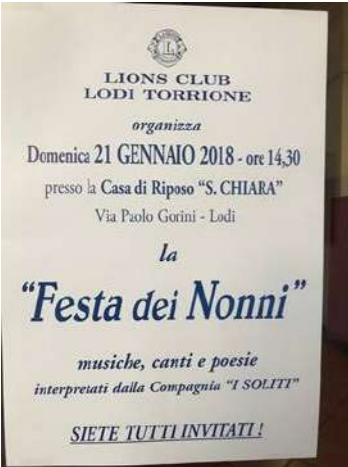 LIONS CLUB
LODI TORRIONE
organizza
Domenica 21 GENNAIO 2018 - ore 14,30
presso la Casa di Riposo “S. CHIARA”
Via Paolo Gorini - Lodi
la
“Festa dei Nonni”
musiche, canti e poesie
interpretati dalla Compagnia “I SOLITI”
SIETE TUTTI INVITATI !